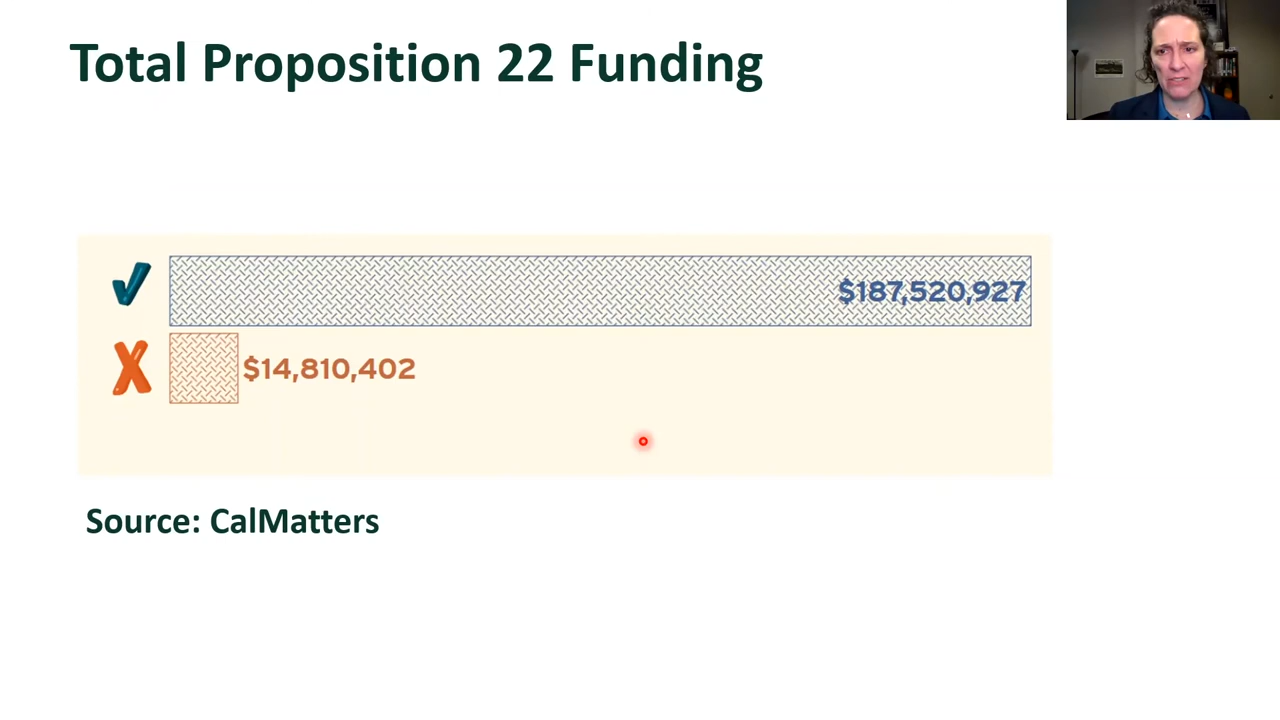 Total Proposition 22 Funding
$187,520,927
$14,810,402
Source: CalMatters